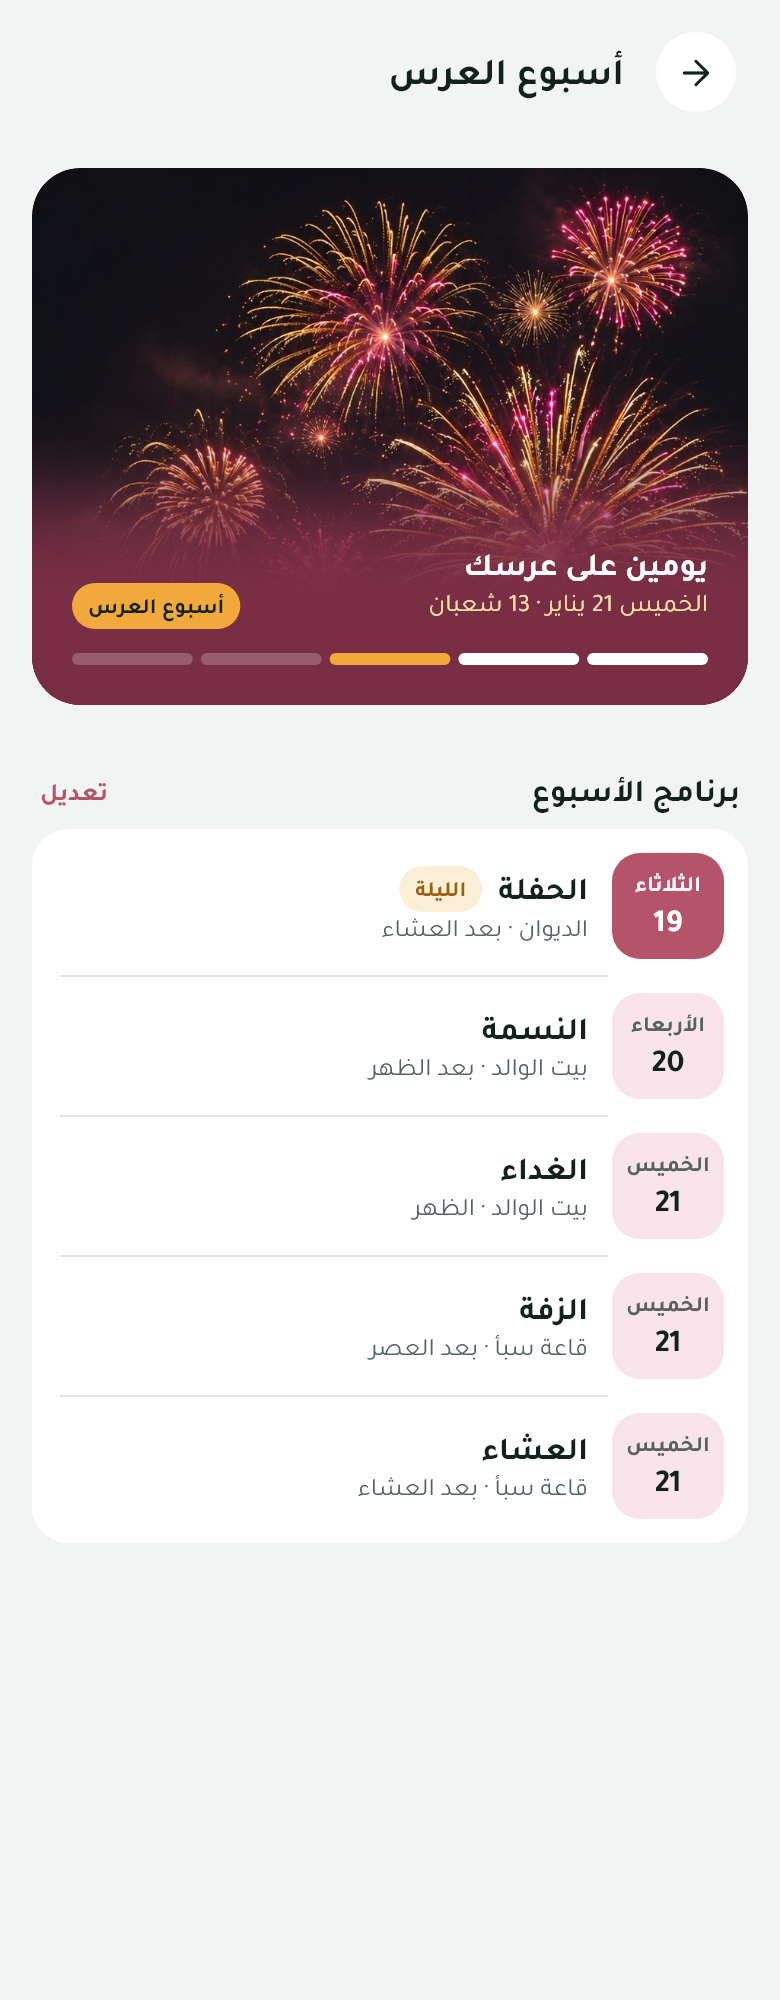 أسبوع العرس
يومين على عرسك
الخميس 21 يناير · 13 شعبان
أسبوع العرس
برنامج الأسبوع
تعديل
الثلاثاء
19
الحفلة
الليلة
الديوان · بعد العشاء
الأربعاء
20
النسمة
بيت الوالد · بعد الظهر
الخميس
21
الغداء
بيت الوالد · الظهر
الخميس
21
الزفة
قاعة سبأ · بعد العصر
الخميس
21
العشاء
قاعة سبأ · بعد العشاء